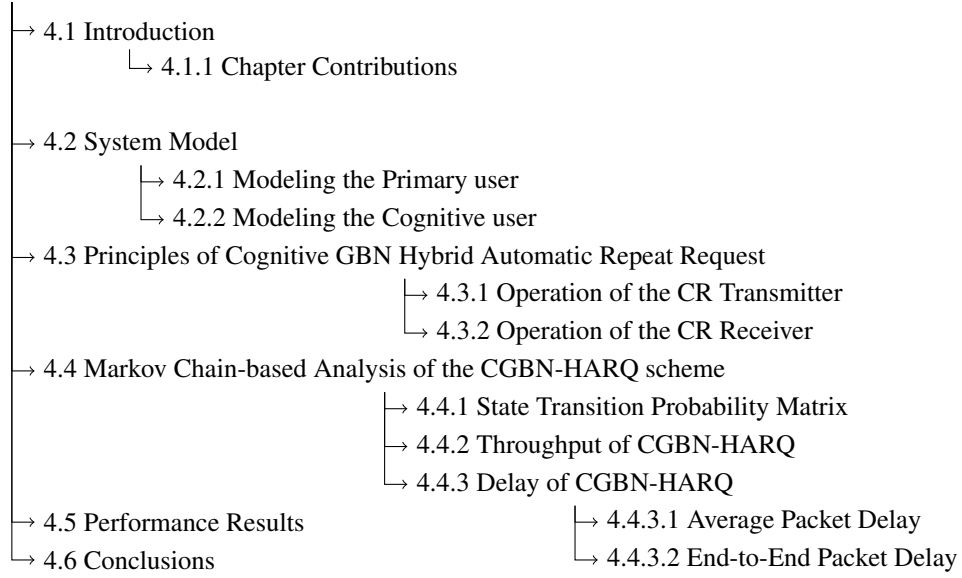 4.1 Introduction
4.1.1 Chapter Contributions
4.2 System Model
4.2.1 Modeling the Primary user
4.2.2 Modeling the Cognitive user
4.3 Principles of Cognitive GBN Hybrid Automatic Repeat Request
4.3.1 Operation of the CR Transmitter
4.3.2 Operation of the CR Receiver
4.4 Markov Chain-based Analysis of the CGBN-HARQ scheme
4.4.1 State Transition Probability Matrix
4.4.2 Throughput of CGBN-HARQ
4.4.3 Delay of CGBN-HARQ
4.4.3.1 Average Packet Delay
4.4.3.2 End-to-End Packet Delay
4.5 Performance Results
4.6 Conclusions